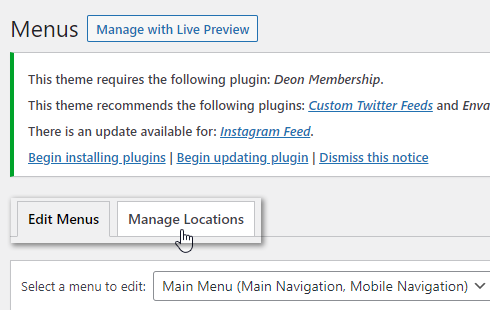 Menus Manage with Live Preview
This theme requires the following plugin: Deon Membership.
This theme recommends the following plugins: Custom Twitter Feeds and
There is an update available for: Instagram Feed.
Begin installing plugins | Begin updating plugin | Dismiss this notice
Edit Menus Manage Locations
Select a menu to edit: Main Menu (Main Navigation, Mobile Navigation)